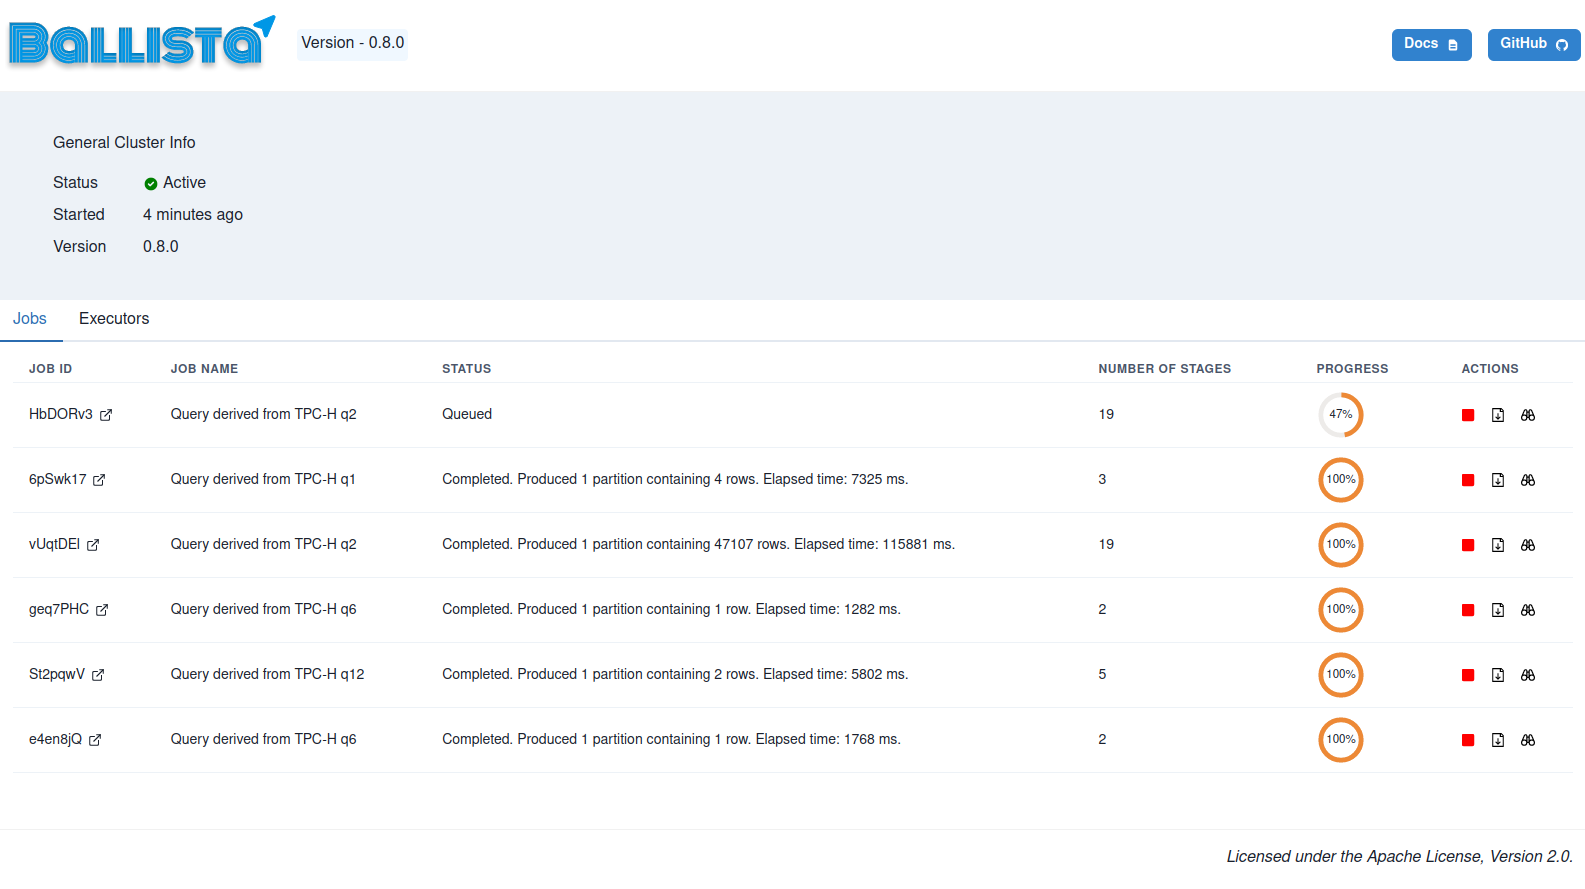 BALLISTA Version - 0.8.0 Docs GitHub
General Cluster Info
Status Active
Started 4 minutes ago
Version 0.8.0
Jobs Executors
JOB ID JOB NAME STATUS NUMBER OF STAGES PROGRESS ACTIONS
HbDORv3 Query derived from TPC-H q2 Queued 19 47%
6pSwk17 Query derived from TPC-H q1 Completed. Produced 1 partition containing 4 rows. Elapsed time: 7325 ms. 3 100%
vUqtDEl Query derived from TPC-H q2 Completed. Produced 1 partition containing 47107 rows. Elapsed time: 115881 ms. 19 100%
geq7PHC Query derived from TPC-H q6 Completed. Produced 1 partition containing 1 row. Elapsed time: 1282 ms. 2 100%
St2pqwV Query derived from TPC-H q12 Completed. Produced 1 partition containing 2 rows. Elapsed time: 5802 ms. 5 100%
e4en8jQ Query derived from TPC-H q6 Completed. Produced 1 partition containing 1 row. Elapsed time: 1768 ms. 2 100%
Licensed under the Apache License, Version 2.0.